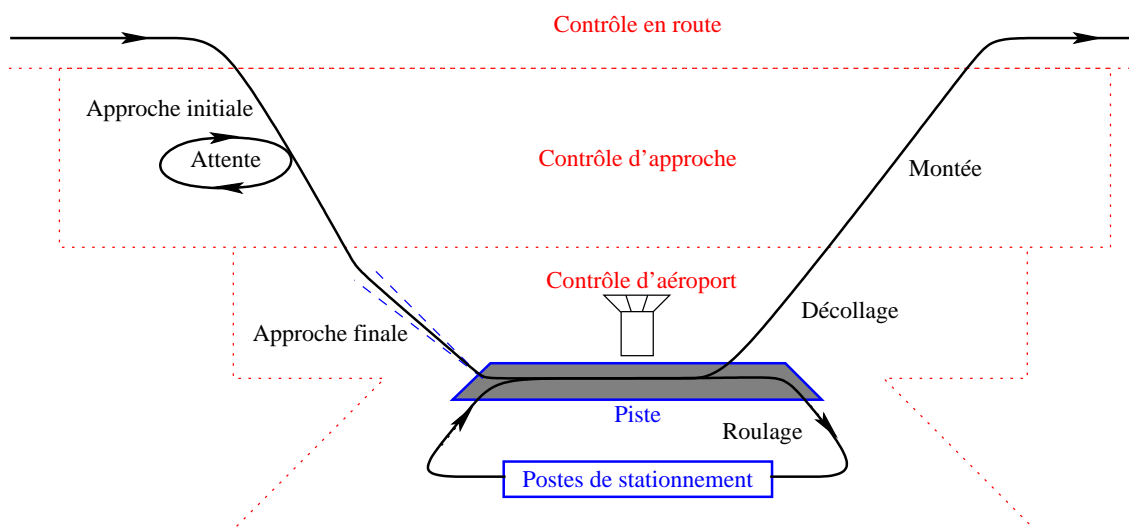 Contrôle en route
Approche initiale
Attente
Contrôle d'approche
Montée
Contrôle d'aéroport
Décollage
Approche finale
Piste
Roulage
Postes de stationnement